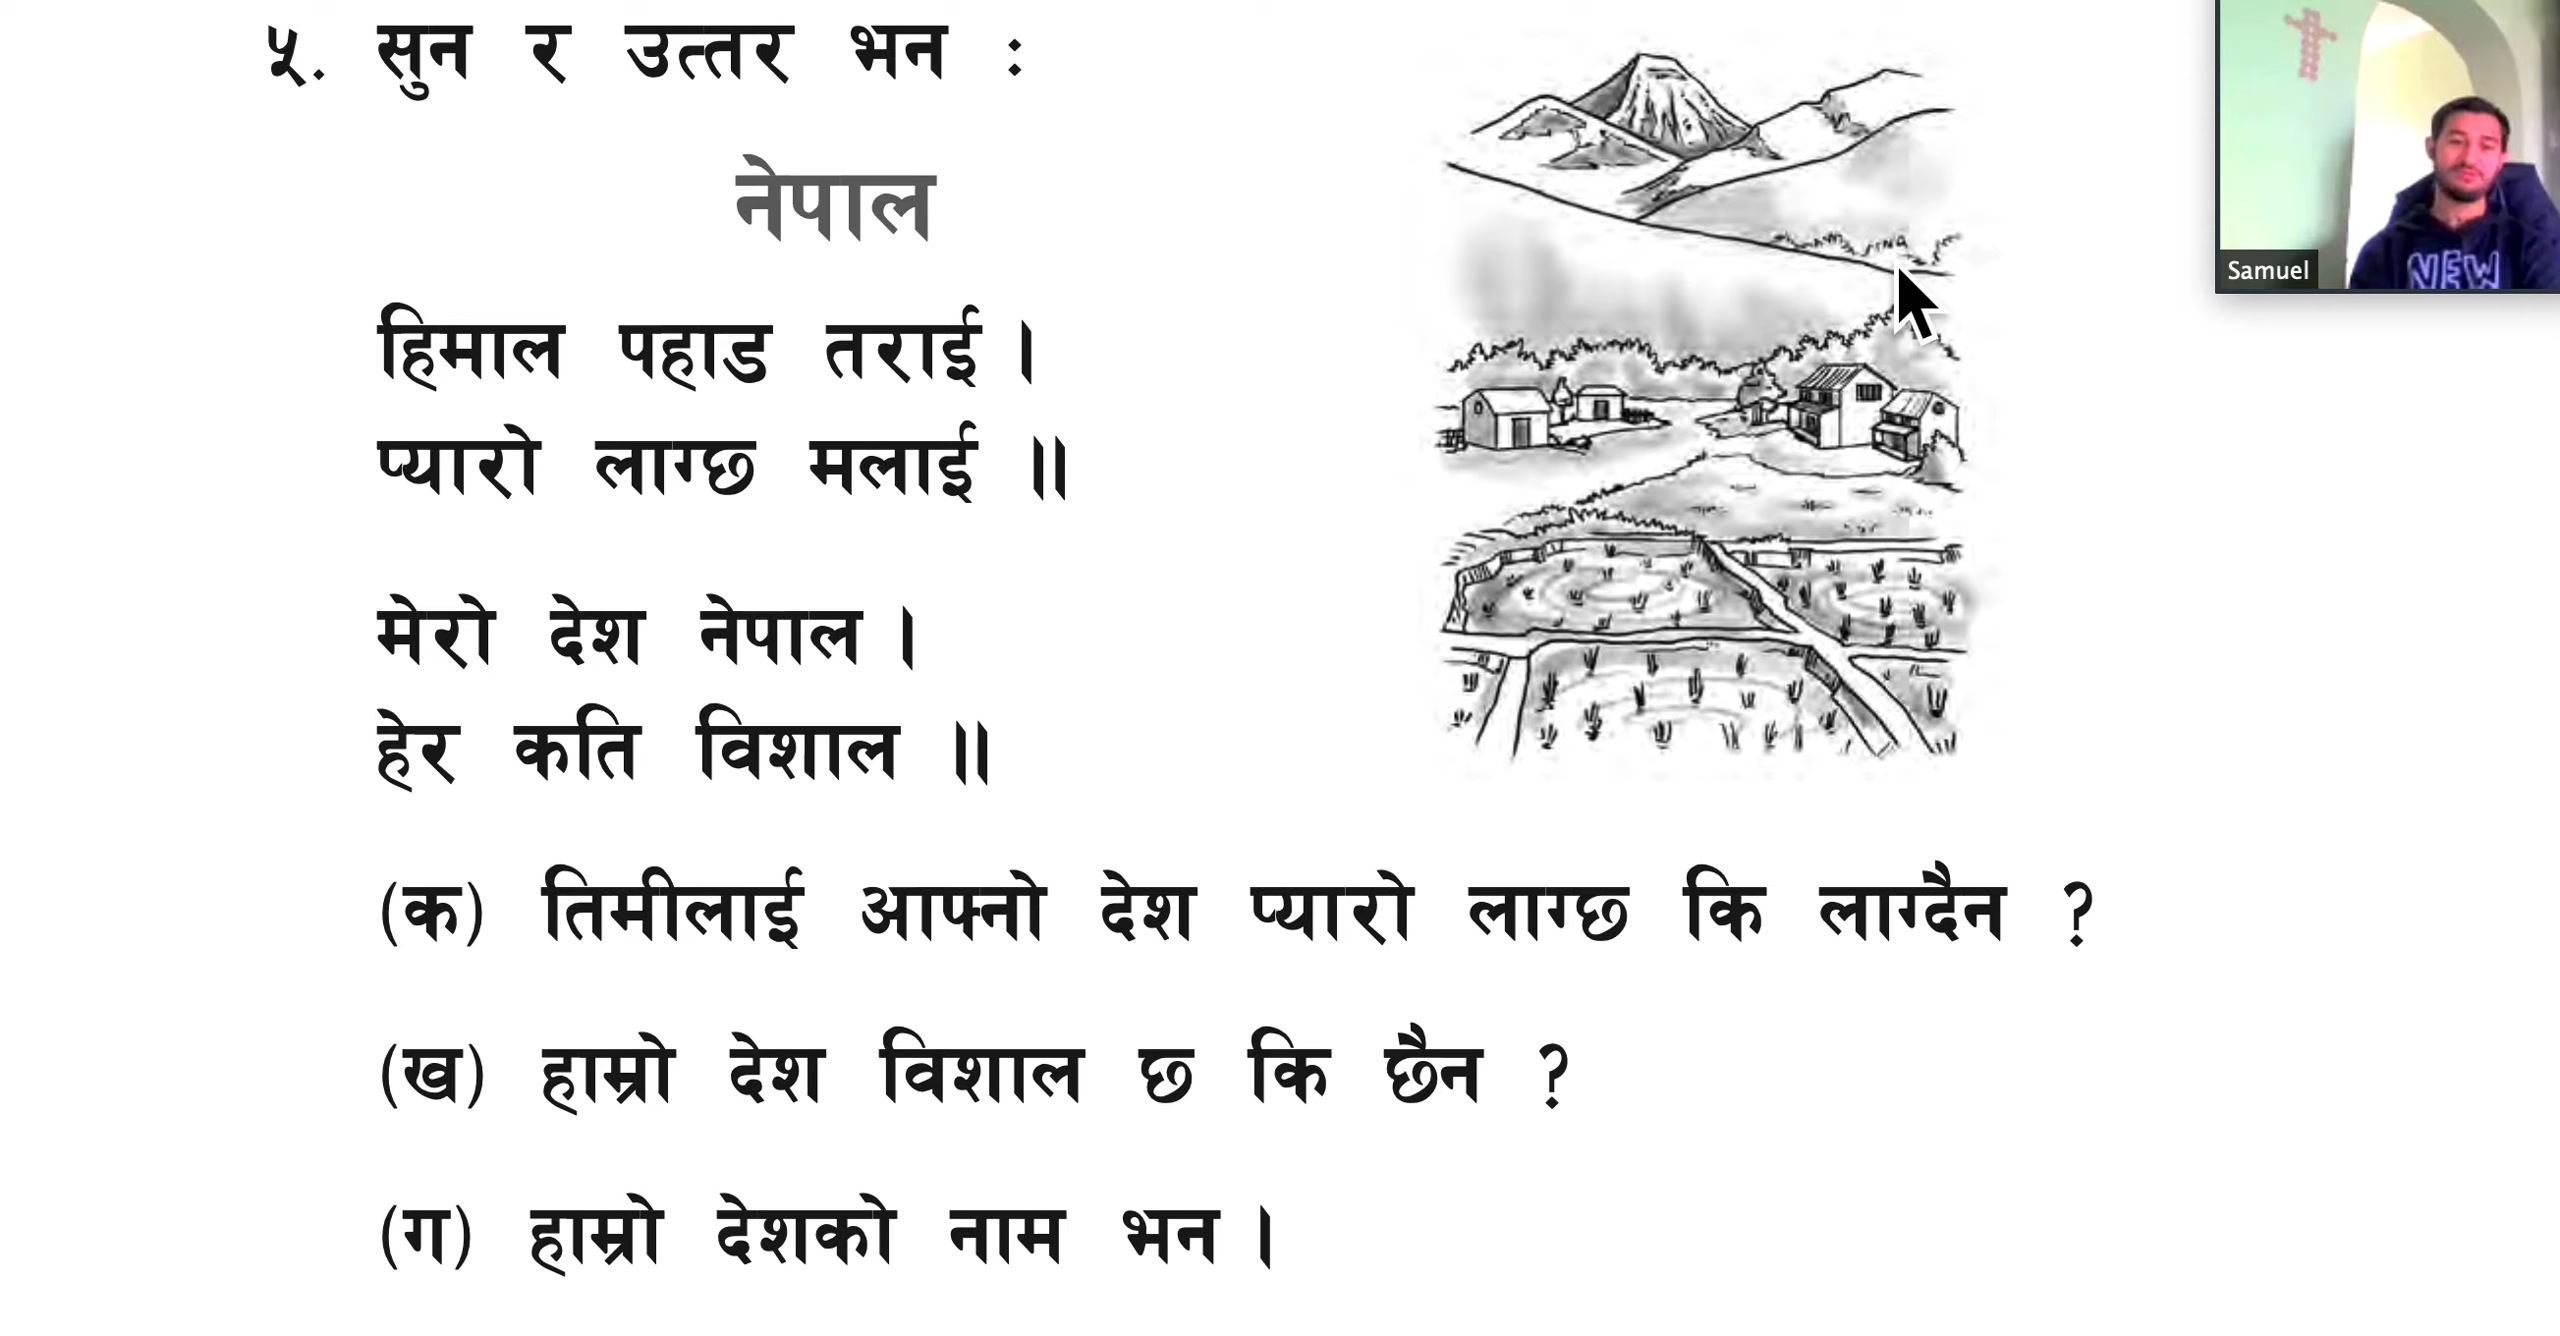 ५. सुन र उत्तर भन :
नेपाल
हिमाल पहाड तराई ।
प्यारो लाग्छ मलाई ॥
मेरो देश नेपाल ।
हेर कति विशाल ॥
(क) तिमीलाई आफ्नो देश प्यारो लाग्छ कि लाग्दैन ?
(ख) हाम्रो देश विशाल छ कि छैन ?
(ग) हाम्रो देशको नाम भन ।
Samuel
NEW